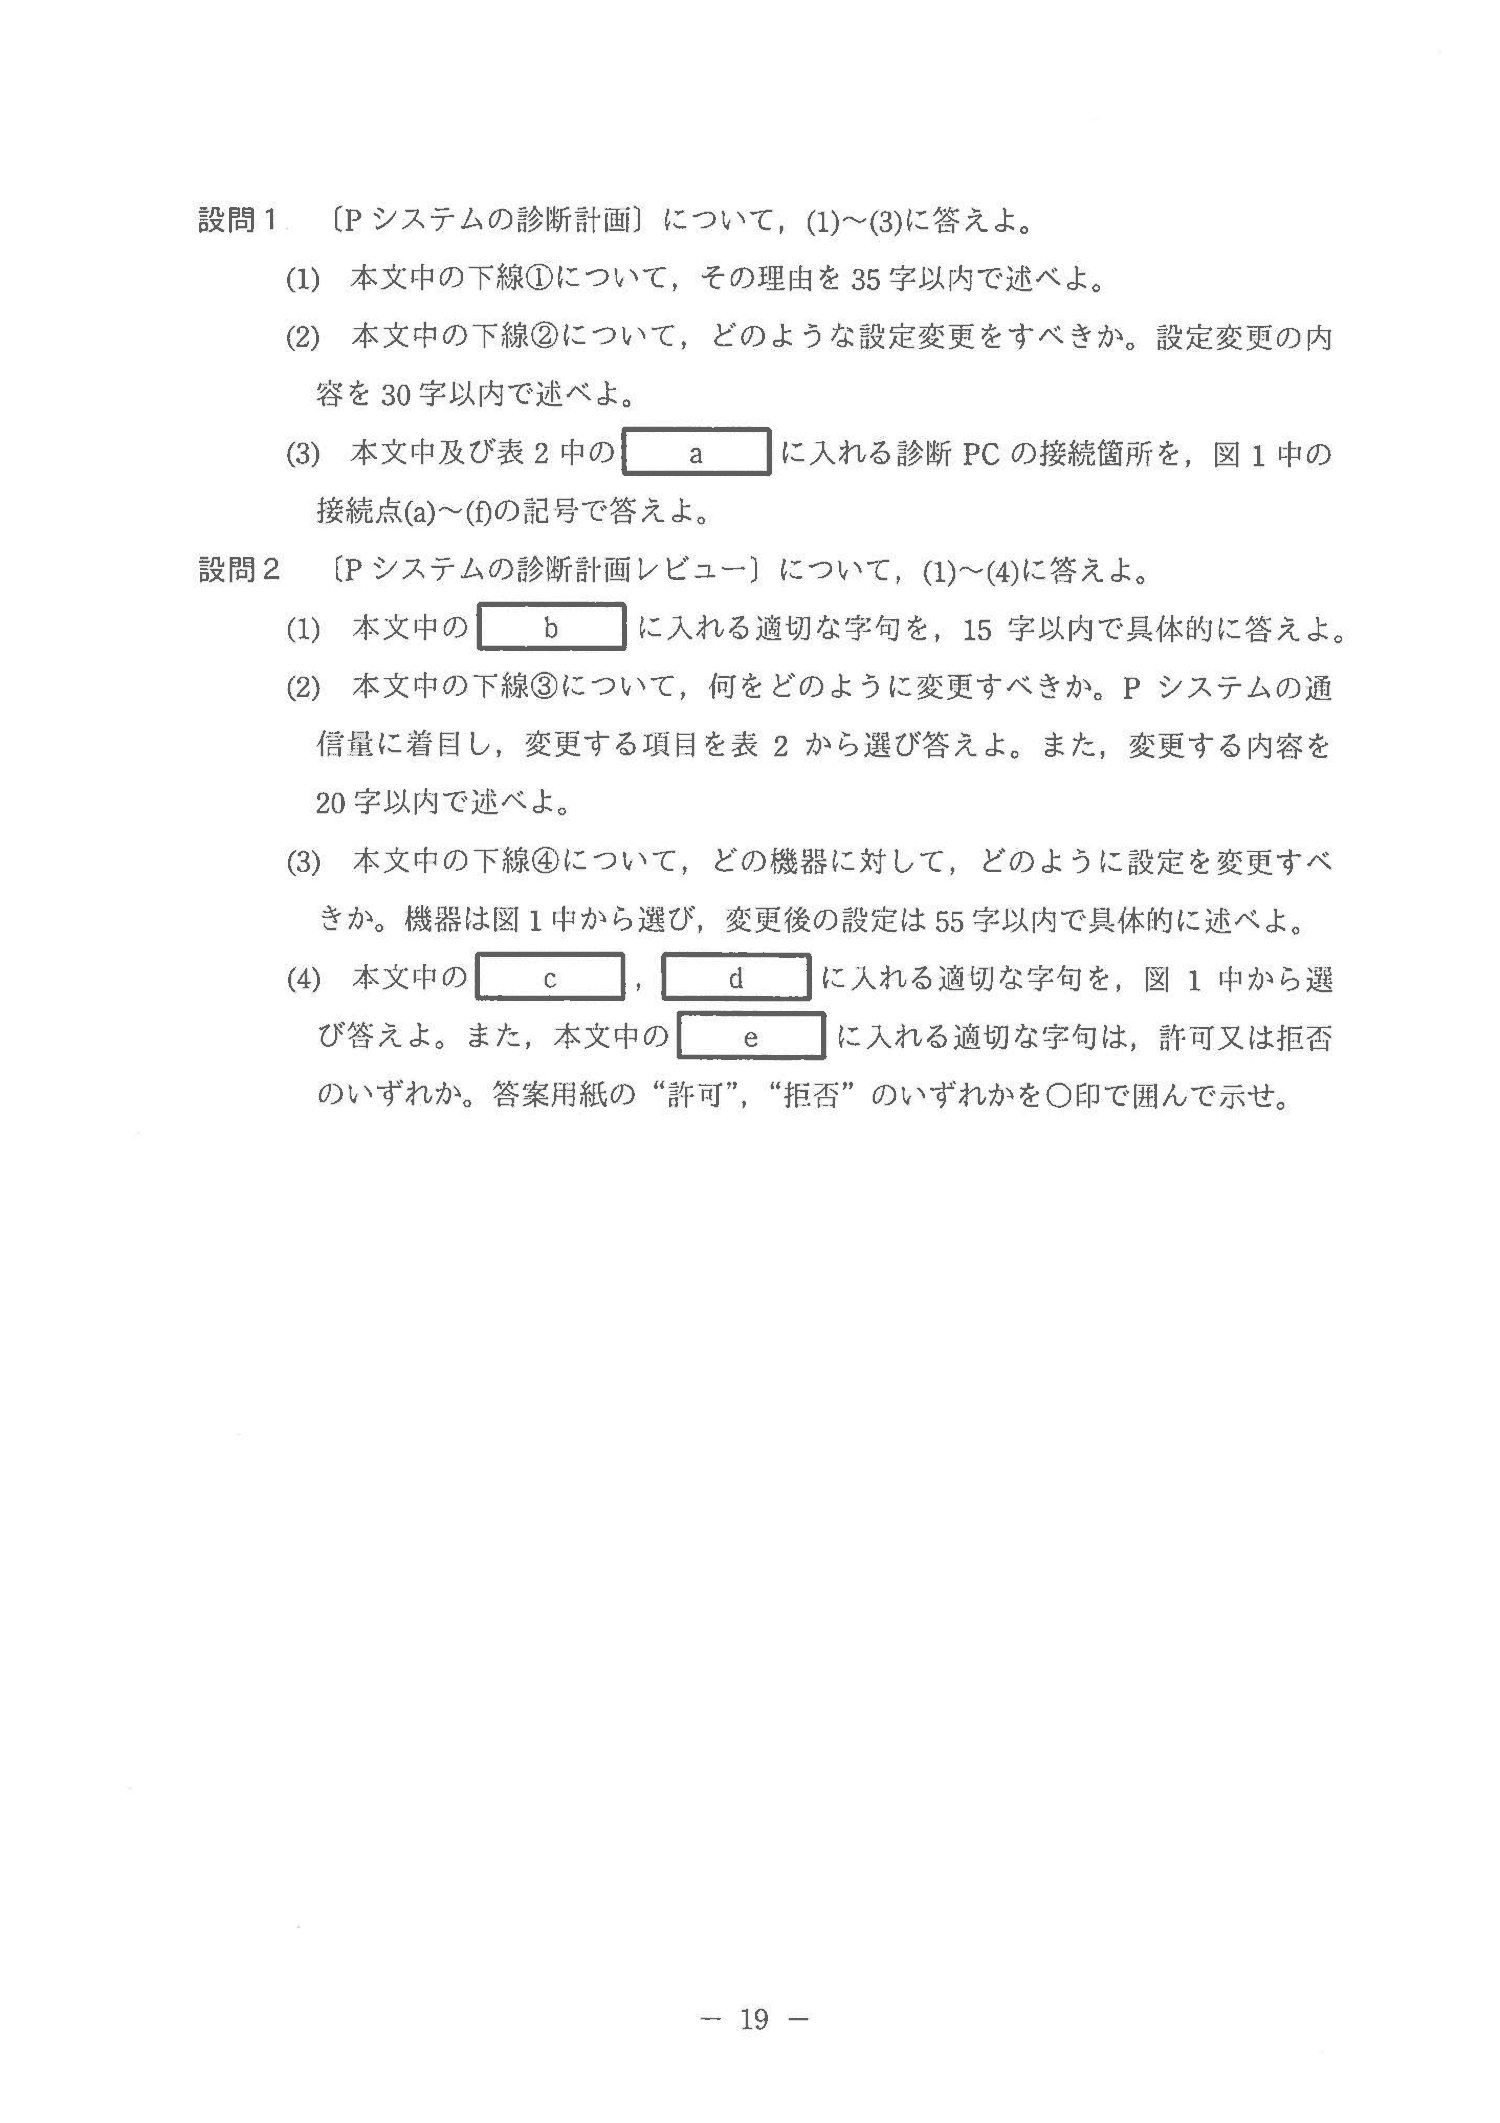 設問1 〔P システムの診断計画〕について，(1)～(3)に答えよ。
(1) 本文中の下線①について，その理由を 35 字以内で述べよ。
(2) 本文中の下線②について，どのような設定変更をすべきか。設定変更の内
容を 30 字以内で述べよ。
(3) 本文中及び表 2 中の a に入れる診断 PC の接続箇所を，図 1 中の
接続点(a)～(f)の記号で答えよ。
設問2 〔P システムの診断計画レビュー〕について，(1)～(4)に答えよ。
(1) 本文中の b に入れる適切な字句を，15 字以内で具体的に答えよ。
(2) 本文中の下線③について，何をどのように変更すべきか。P システムの通
信量に着目し，変更する項目を表 2 から選び答えよ。また，変更する内容を
20 字以内で述べよ。
(3) 本文中の下線④について，どの機器に対して，どのように設定を変更すべ
きか。機器は図 1 中から選び，変更後の設定は 55 字以内で具体的に述べよ。
(4) 本文中の c ， d に入れる適切な字句を，図 1 中から選
び答えよ。また，本文中の e に入れる適切な字句は，許可又は拒否
のいずれか。答案用紙の“許可”，“拒否”のいずれかを〇印で囲んで示せ。
－ 19 －